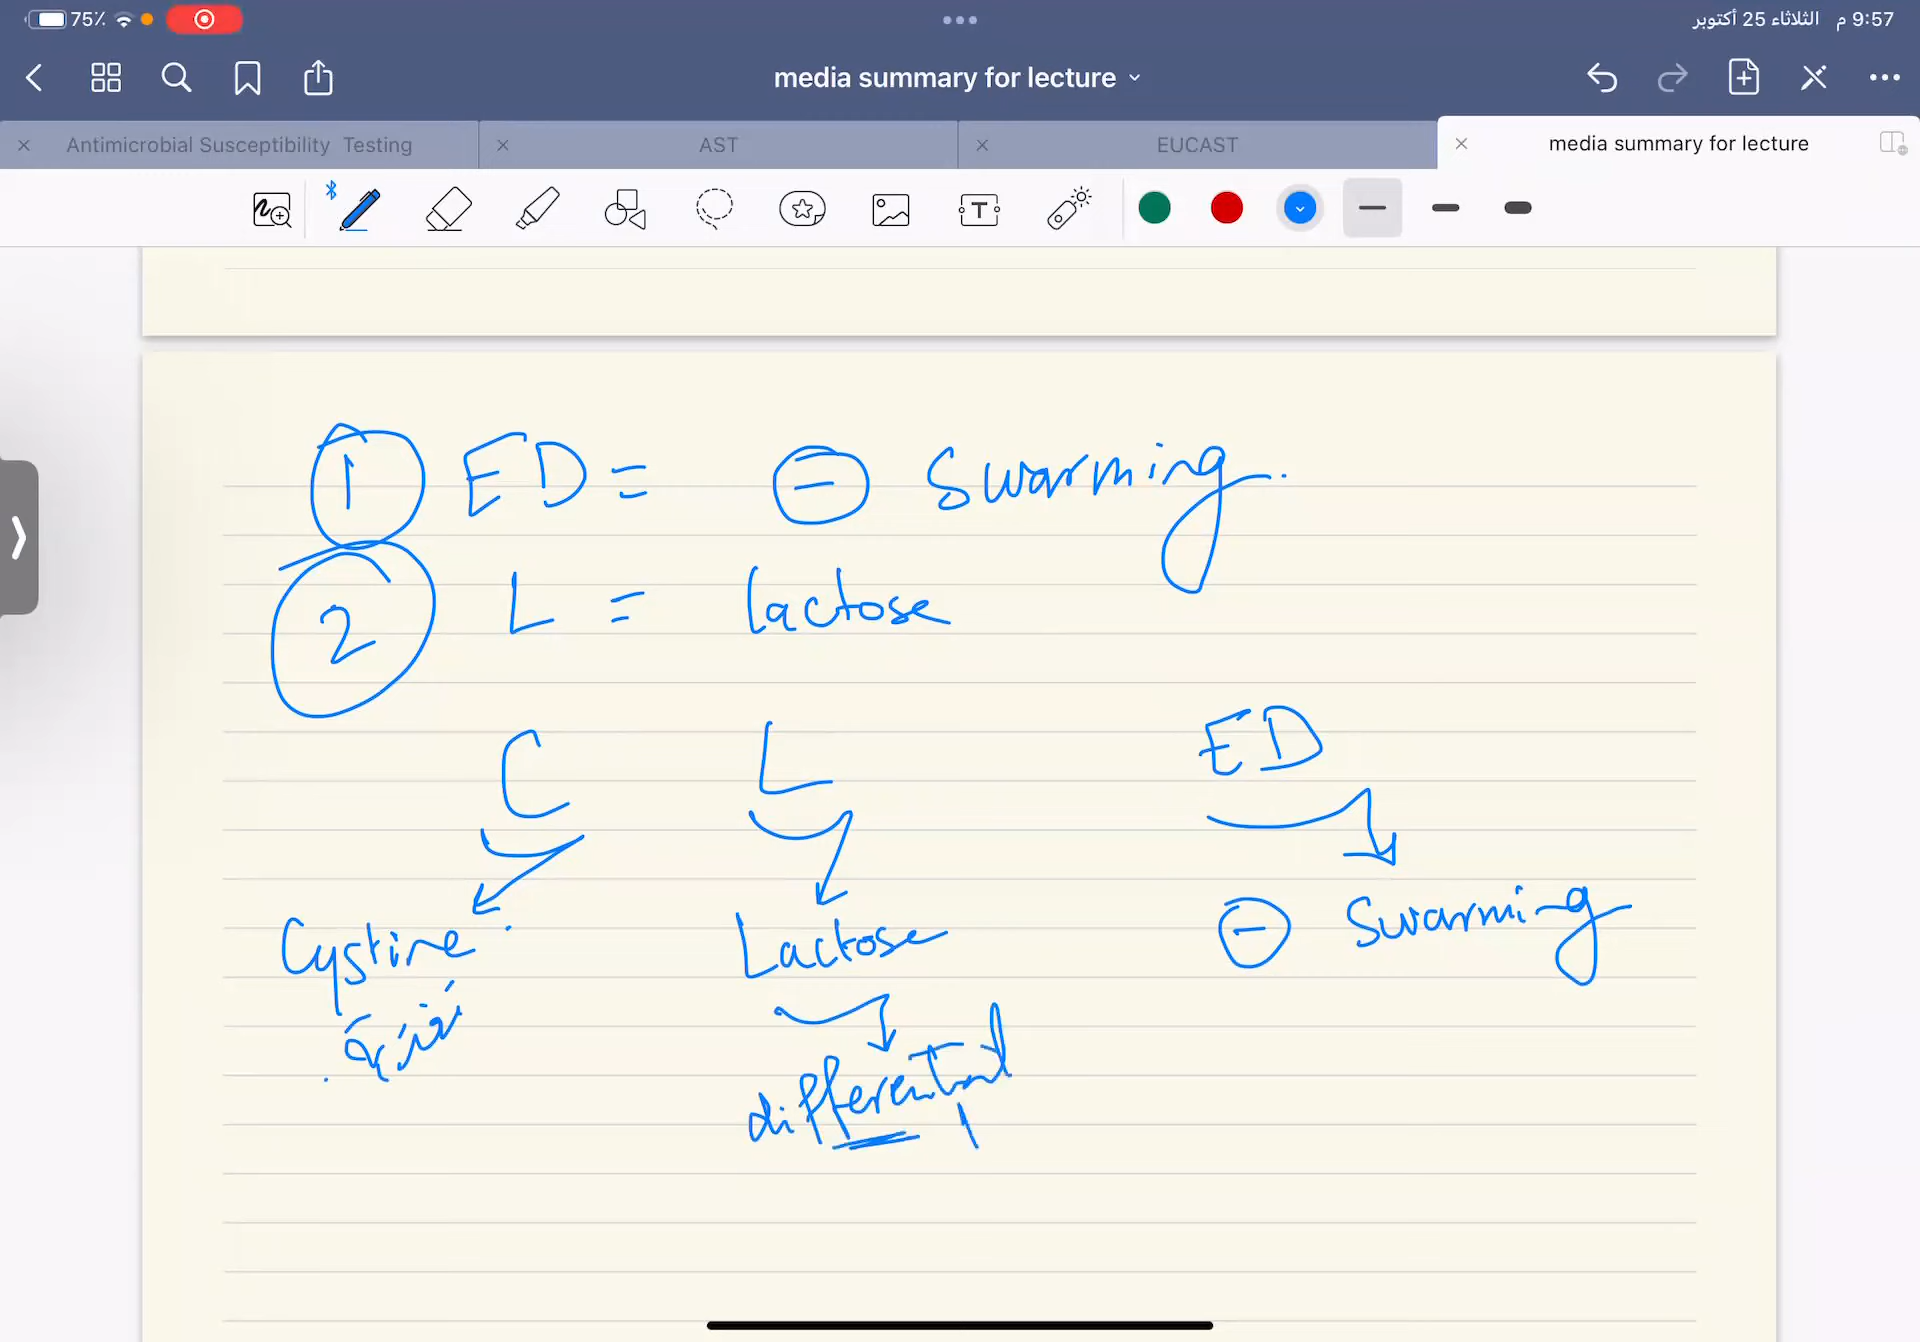 75% 9:57 م الثلاثاء 25 أكتوبر
media summary for lecture
Antimicrobial Susceptibility Testing AST EUCAST media summary for lecture
T
1 ED = - Swarming.
2 L = lactose
C L ED
Cystine Lactose - Swarming
differential